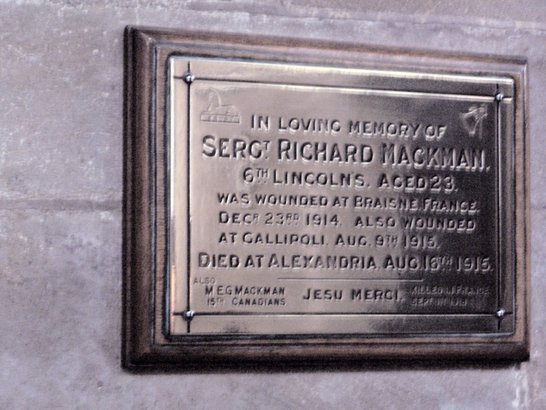 IN LOVING MEMORY OF
SERGT RICHARD MACKMAN.
6TH LINCOLNS. AGED 23.
WAS WOUNDED AT BRAISNE, FRANCE.
DECR 23RD 1914. ALSO WOUNDED
AT GALLIPOLI. AUG. 9TH 1915.
DIED AT ALEXANDRIA. AUG. 16TH 1915.
ALSO
M.E.G. MACKMAN
15TH CANADIANS
JESU MERCI.
KILLED IN FRANCE
SEPT